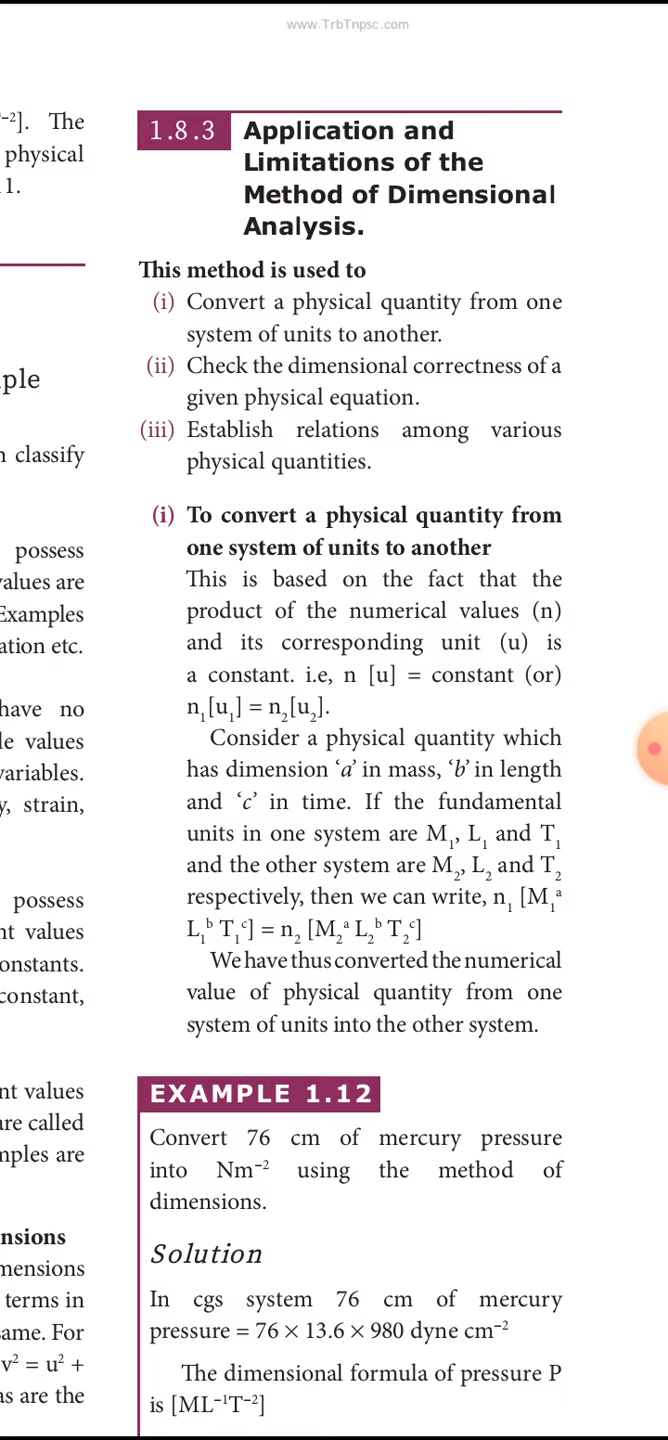 www.TrbTnpsc.com
⁻²]. The
physical
1.
ple
classify
possess
values are
Examples
ation etc.
have no
le values
variables.
y, strain,
possess
nt values
onstants.
constant,
nt values
are called
mples are
nsions
mensions
terms in
same. For
v² = u² +
as are the
1.8.3 Application and
Limitations of the
Method of Dimensional
Analysis.
This method is used to
(i) Convert a physical quantity from one
system of units to another.
(ii) Check the dimensional correctness of a
given physical equation.
(iii) Establish relations among various
physical quantities.
(i) To convert a physical quantity from
one system of units to another
This is based on the fact that the
product of the numerical values (n)
and its corresponding unit (u) is
a constant. i.e, n [u] = constant (or)
n₁[u₁] = n₂[u₂].
Consider a physical quantity which
has dimension ‘a’ in mass, ‘b’ in length
and ‘c’ in time. If the fundamental
units in one system are M₁, L₁ and T₁
and the other system are M₂, L₂ and T₂
respectively, then we can write, n₁ [M₁ᵃ
L₁ᵇ T₁ᶜ] = n₂ [M₂ᵃ L₂ᵇ T₂ᶜ]
We have thus converted the numerical
value of physical quantity from one
system of units into the other system.
EXAMPLE 1.12
Convert 76 cm of mercury pressure
into Nm⁻² using the method of
dimensions.
Solution
In cgs system 76 cm of mercury
pressure = 76 × 13.6 × 980 dyne cm⁻²
The dimensional formula of pressure P
is [ML⁻¹T⁻²]